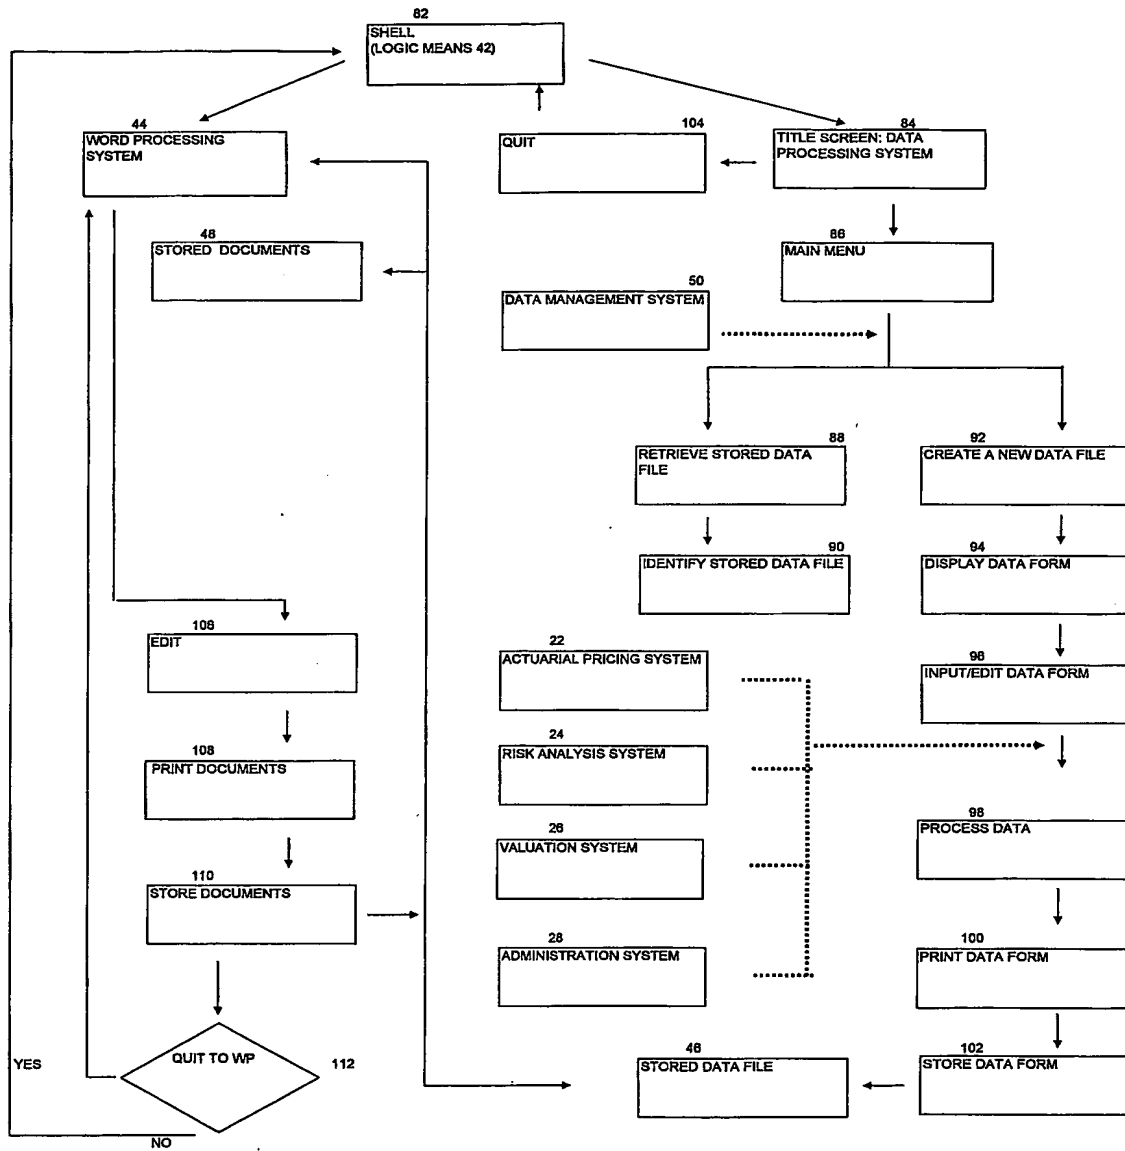 82
SHELL
(LOGIC MEANS 42)
44
WORD PROCESSING
SYSTEM
104
QUIT
84
TITLE SCREEN: DATA
PROCESSING SYSTEM
48
STORED DOCUMENTS
86
MAIN MENU
50
DATA MANAGEMENT SYSTEM
88
RETRIEVE STORED DATA
FILE
92
CREATE A NEW DATA FILE
90
IDENTIFY STORED DATA FILE
94
DISPLAY DATA FORM
106
EDIT
22
ACTUARIAL PRICING SYSTEM
96
INPUT/EDIT DATA FORM
108
PRINT DOCUMENTS
24
RISK ANALYSIS SYSTEM
98
PROCESS DATA
26
VALUATION SYSTEM
110
STORE DOCUMENTS
28
ADMINISTRATION SYSTEM
100
PRINT DATA FORM
QUIT TO WP
112
YES
46
STORED DATA FILE
102
STORE DATA FORM
NO